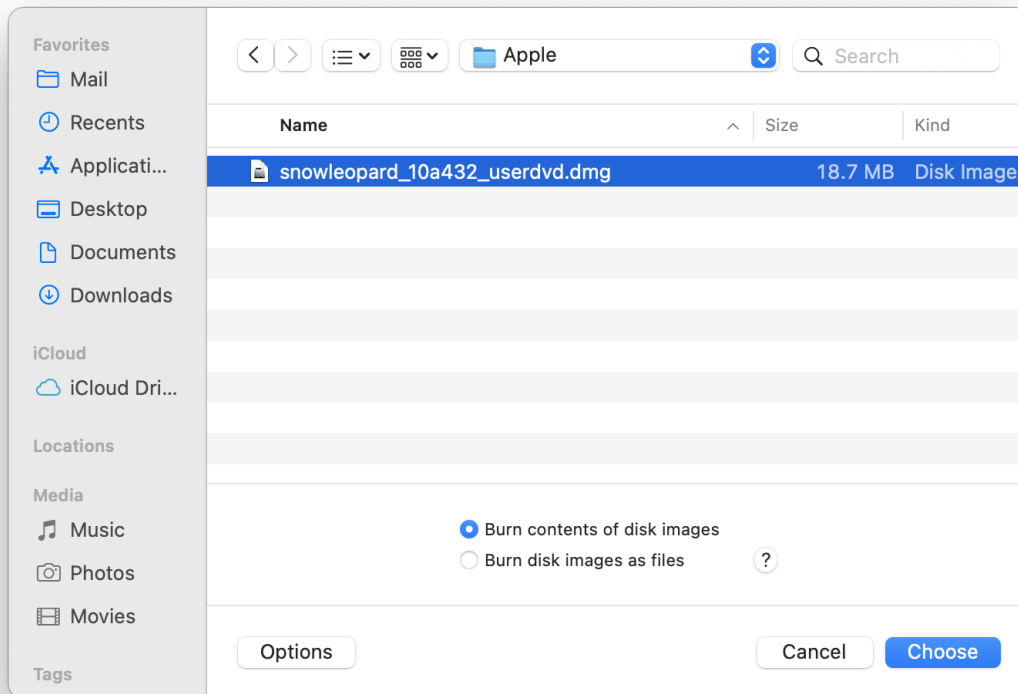 Favorites
Mail
Recents
Applicati...
Desktop
Documents
Downloads
iCloud
iCloud Dri...
Locations
Media
Music
Photos
Movies
Tags
Apple
Search
Name Size Kind
snowleopard_10a432_userdvd.dmg 18.7 MB Disk Image
Burn contents of disk images
Burn disk images as files ?
Options Cancel Choose